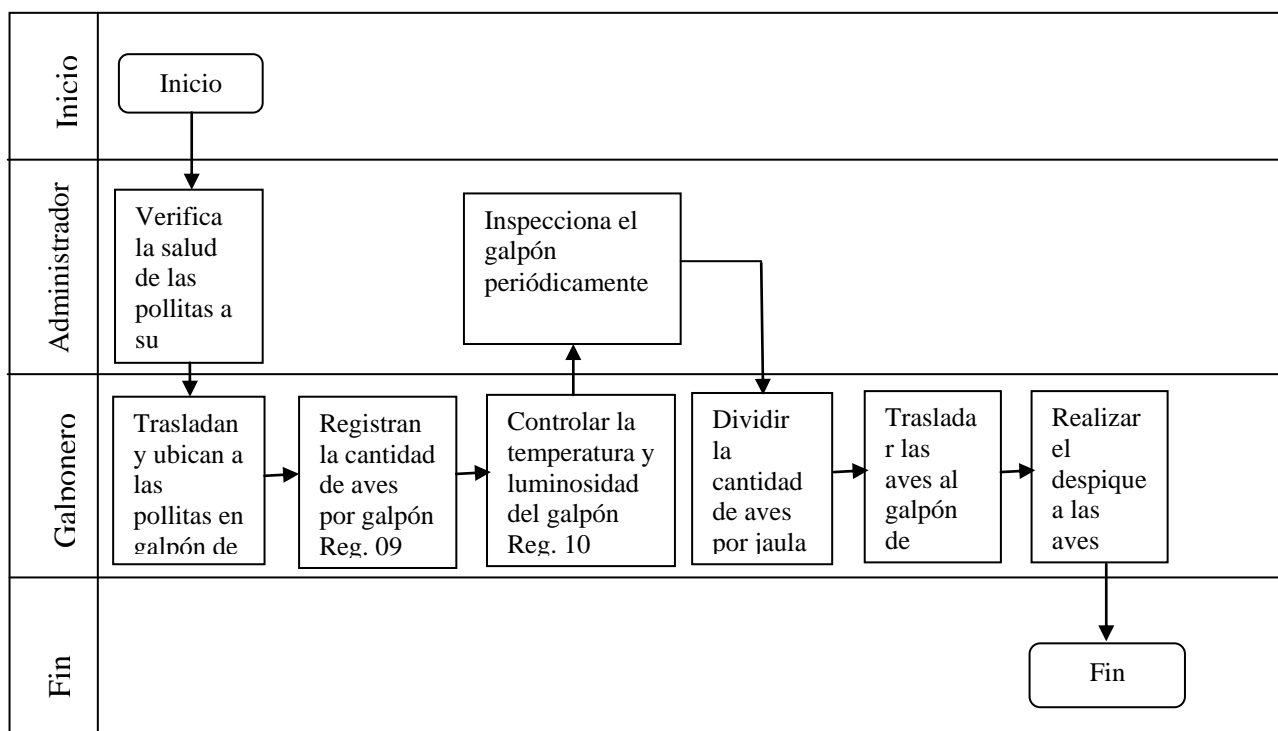 Inicio
Inicio
Administrador
Verifica
la salud
de las
pollitas a
su
Inspecciona el
galpón
periódicamente
Galponero
Trasladan
y ubican a
las
pollitas en
galpón de
Registran
la cantidad
de aves
por galpón
Reg. 09
Controlar la
temperatura y
luminosidad
del galpón
Reg. 10
Dividir
la
cantidad
de aves
por jaula
Traslada
r las
aves al
galpón
de
Realizar
el
despique
a las
aves
Fin
Fin